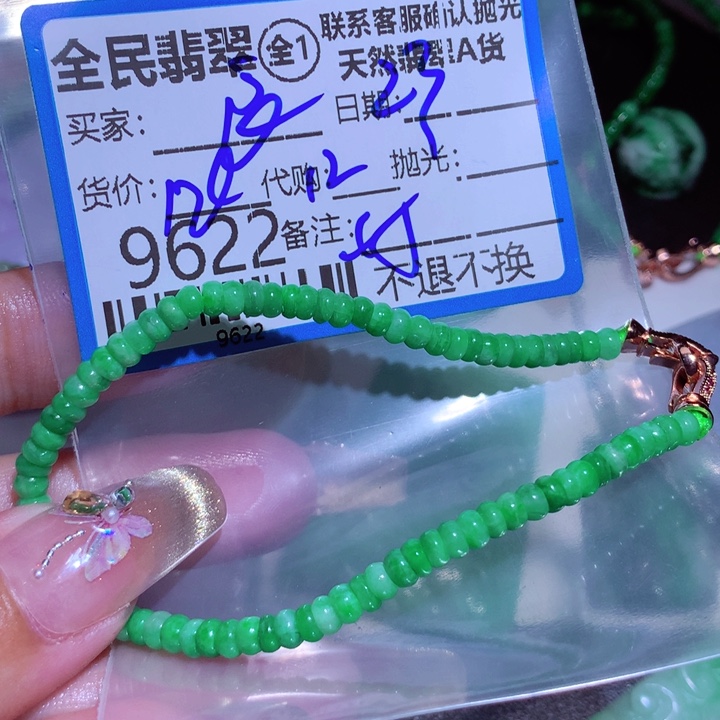 全民翡翠 全1
联系客服确认抛光
天然翡翠A货
买家： 日期： 23
货价： 代购： 12 抛光：
9622 备注：
不退不换
9622